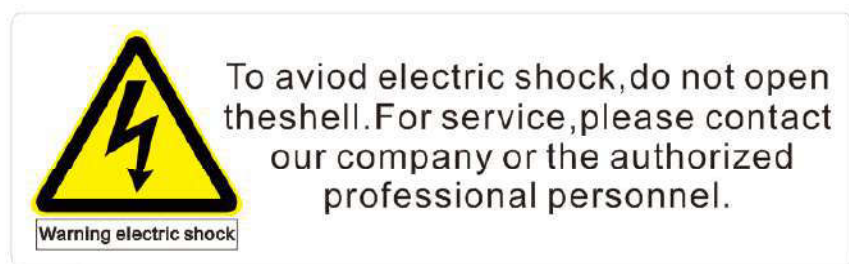 To aviod electric shock,do not open
theshell.For service,please contact
our company or the authorized
professional personnel.
Warning electric shock